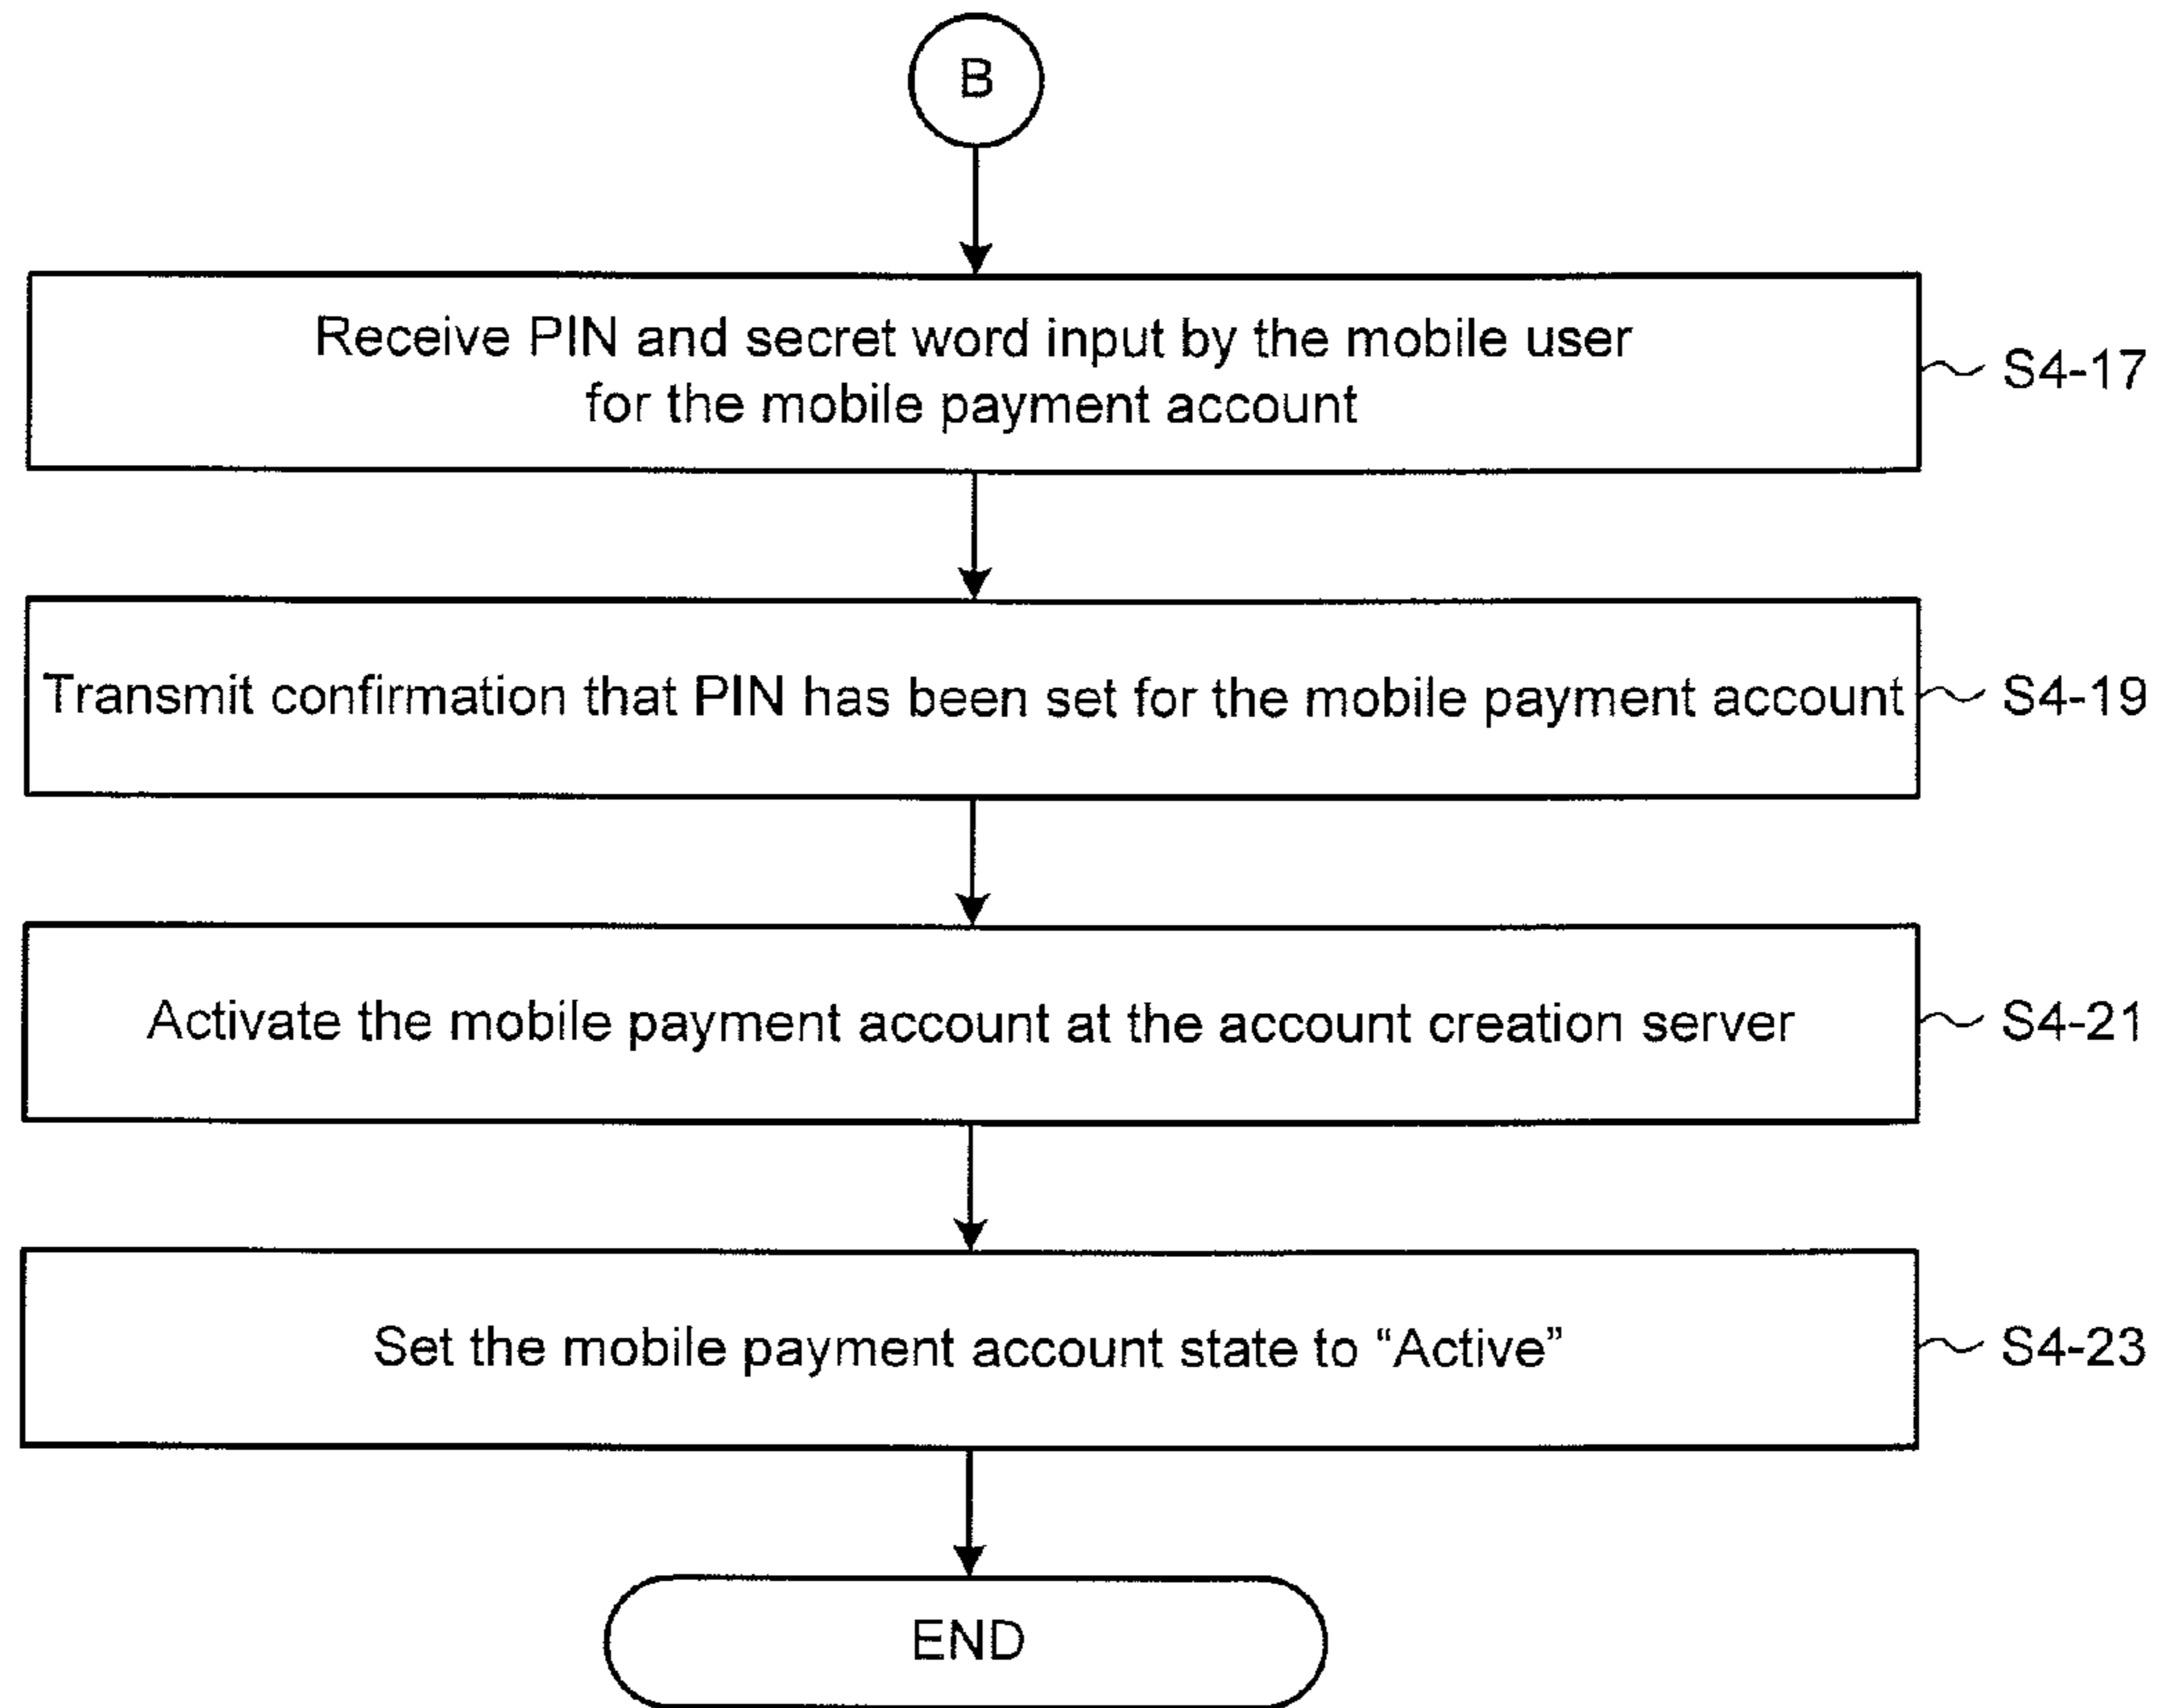 B
Receive PIN and secret word input by the mobile user
for the mobile payment account
S4-17
Transmit confirmation that PIN has been set for the mobile payment account
S4-19
Activate the mobile payment account at the account creation server
S4-21
Set the mobile payment account state to “Active”
S4-23
END